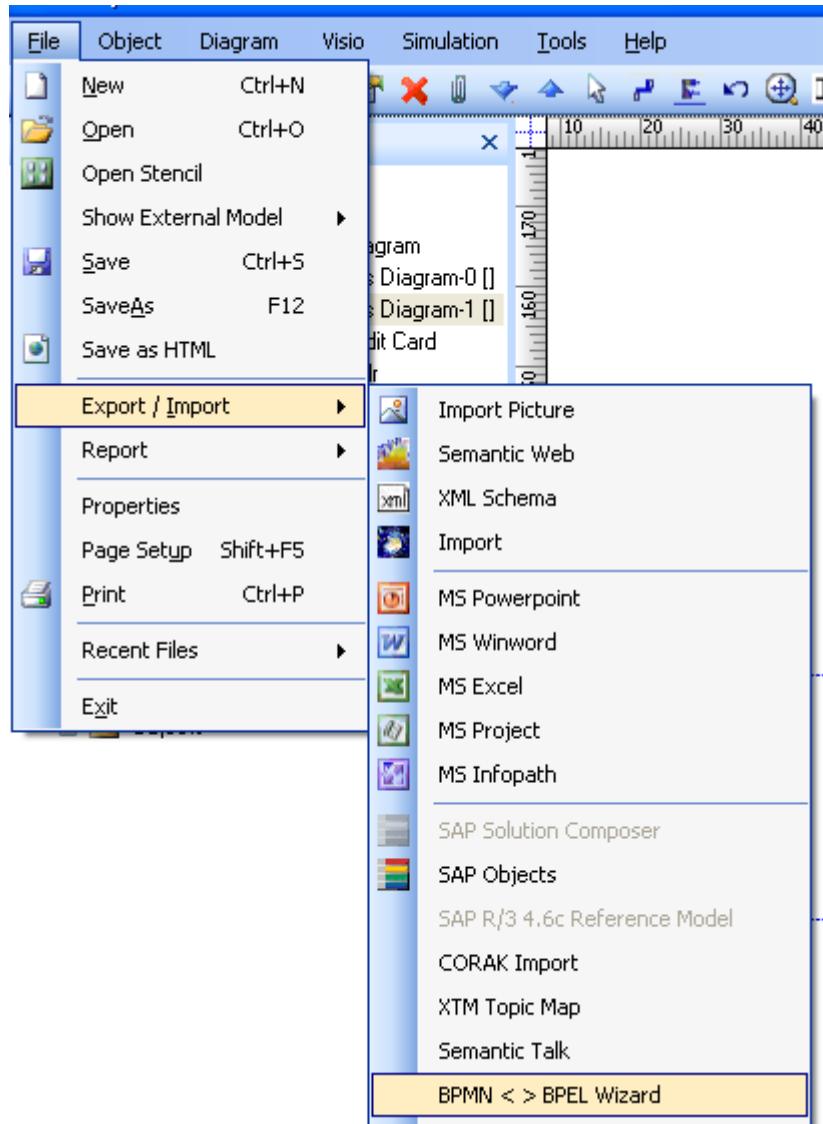 File Object Diagram Visio Simulation Tools Help
New Ctrl+N
Open Ctrl+O
Open Stencil
Show External Model
Save Ctrl+S
SaveAs F12
Save as HTML
Export / Import
Report
Properties
Page Setup Shift+F5
Print Ctrl+P
Recent Files
Exit
10 20 30 40
170
160
agram
s Diagram-0 []
s Diagram-1 []
dit Card
Import Picture
Semantic Web
xml XML Schema
Import
MS Powerpoint
W MS Winword
MS Excel
MS Project
MS Infopath
SAP Solution Composer
SAP Objects
SAP R/3 4.6c Reference Model
CORAK Import
XTM Topic Map
Semantic Talk
BPMN < > BPEL Wizard